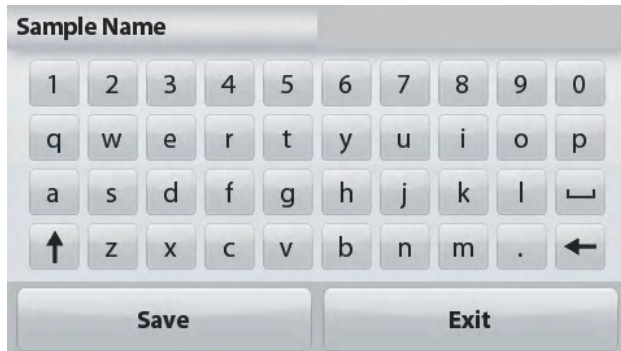 Sample Name
1 2 3 4 5 6 7 8 9 0
q w e r t y u i o p
a s d f g h j k l
z x c v b n m .
Save Exit